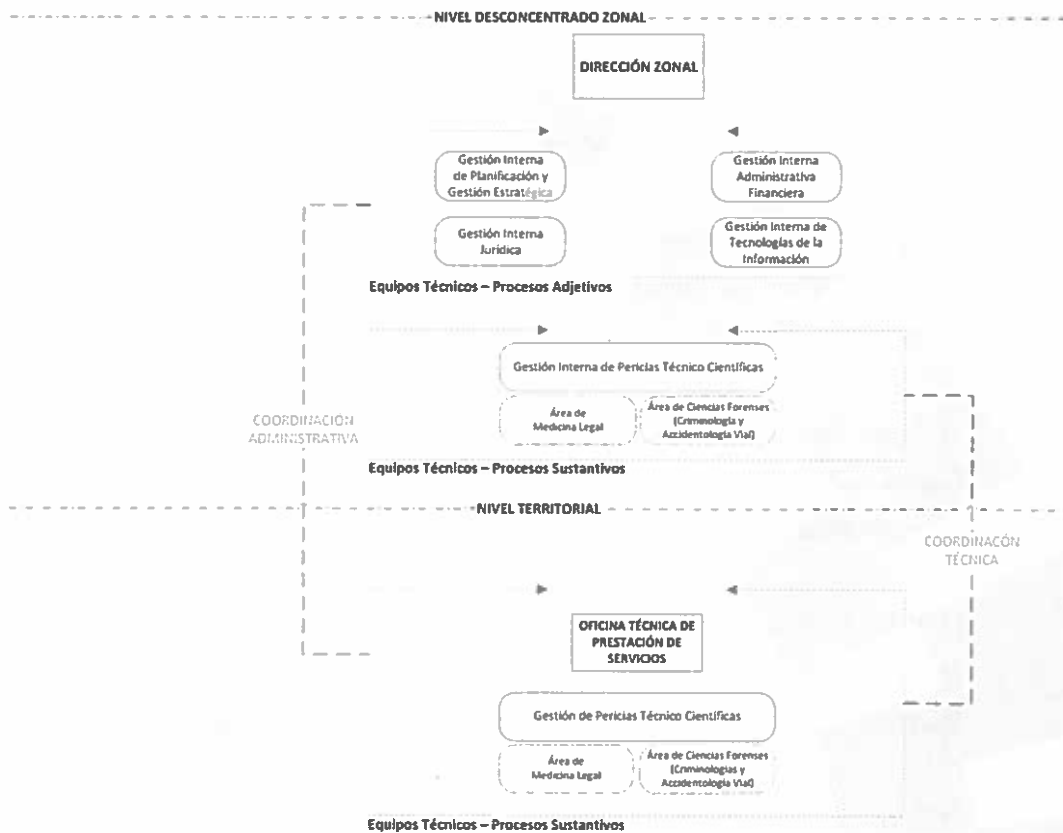 NIVEL DESCONCENTRADO ZONAL
DIRECCIÓN ZONAL
Gestión Interna
de Planificación y
Gestión Estratégica
Gestión Interna
Administrativa
Financiera
Gestión Interna
Jurídica
Gestión Interna de
Tecnologías de la
Información
Equipos Técnicos – Procesos Adjetivos
Gestión Interna de Pericias Técnico Científicas
Área de
Medicina Legal
Área de Ciencias Forenses
(Criminología y
Accidentología Vial)
COORDINACIÓN
ADMINISTRATIVA
Equipos Técnicos – Procesos Sustantivos
NIVEL TERRITORIAL
COORDINACÓN
TÉCNICA
OFICINA TÉCNICA DE
PRESTACIÓN DE
SERVICIOS
Gestión de Pericias Técnico Científicas
Área de
Medicina Legal
Área de Ciencias Forenses
(Criminologías y
Accidentología Vial)
Equipos Técnicos – Procesos Sustantivos